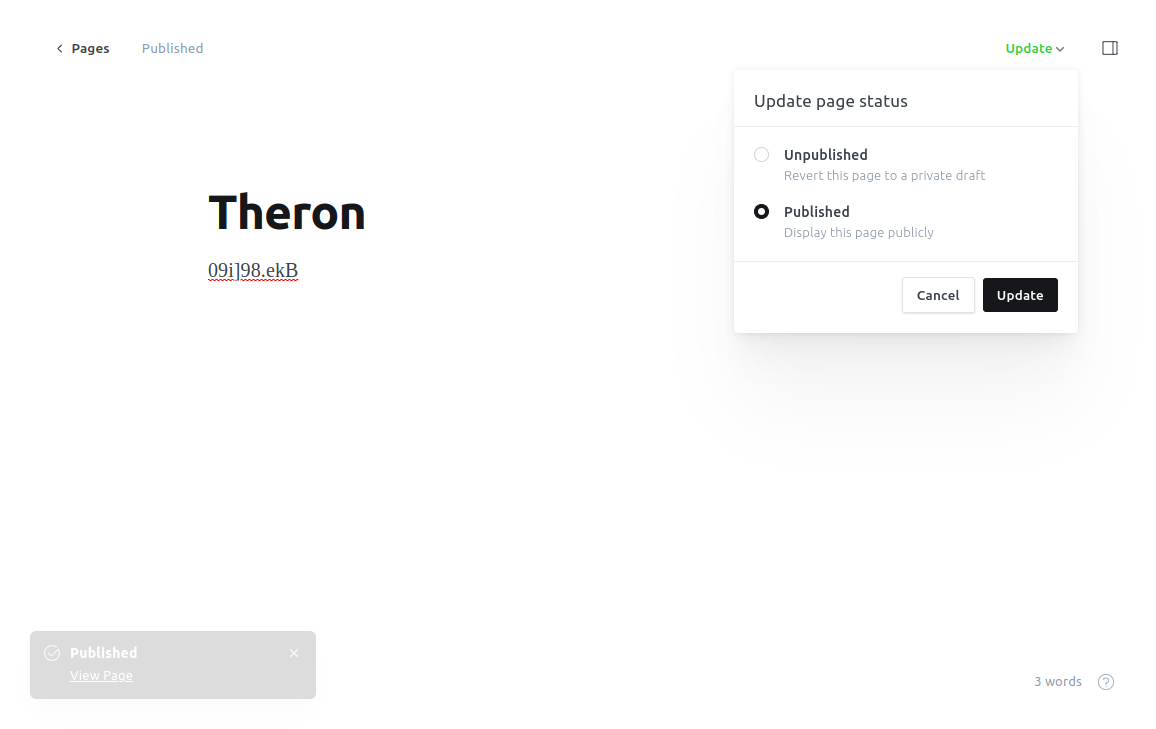 Pages
Published
Update
Update page status
Unpublished
Revert this page to a private draft
Published
Display this page publicly
Cancel
Update
Theron
09i]98.ekB
Published
View Page
3 words